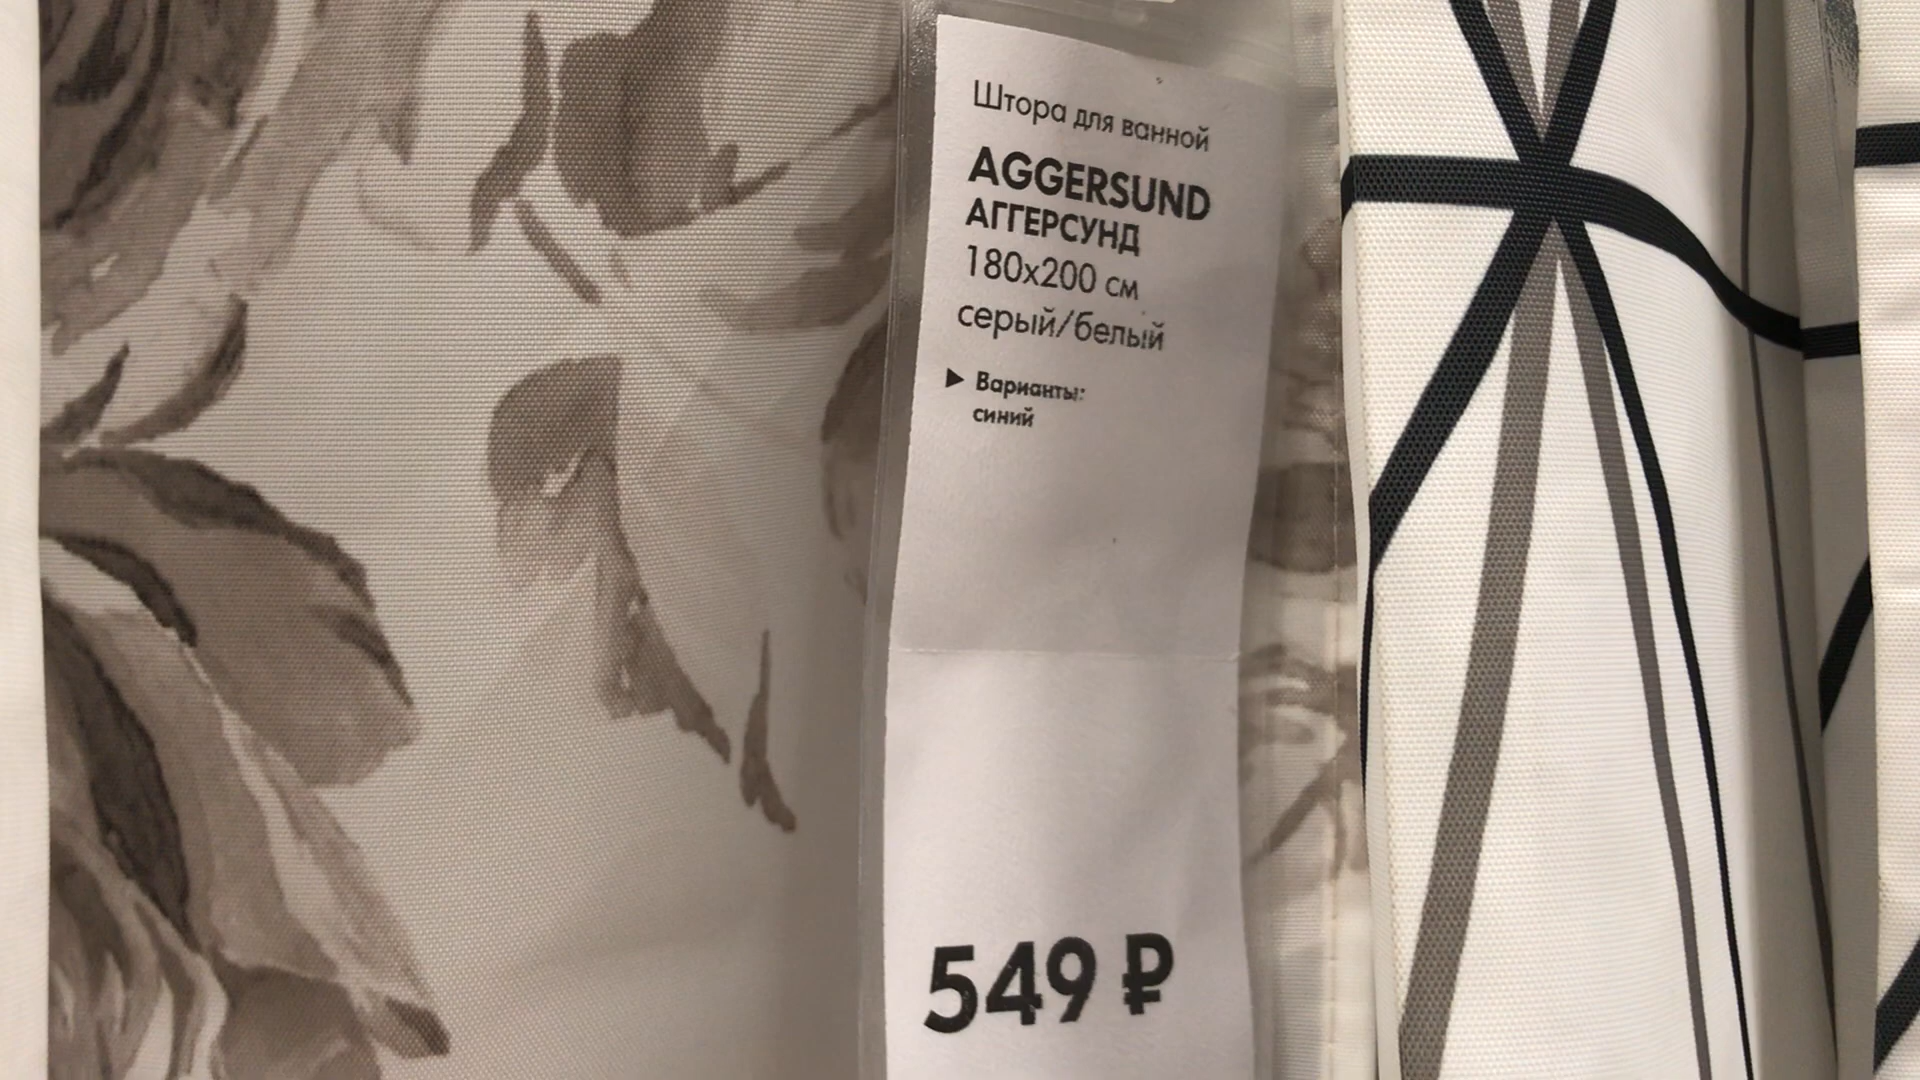 Штора для ванной
AGGERSUND
АГГЕРСУНД
180x200 см
серый/белый
▶ Варианты:
синий
549 ₽